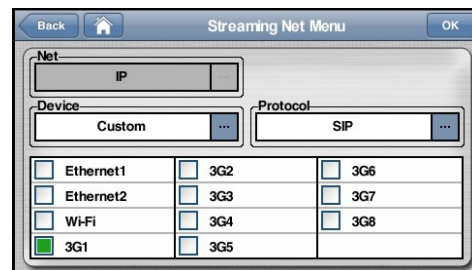 Back
Streaming Net Menu
OK
Net
IP
...
Device
Custom
...
Protocol
SIP
...
Ethernet1
3G2
3G6
Ethernet2
3G3
3G7
Wi-Fi
3G4
3G8
3G1
3G5